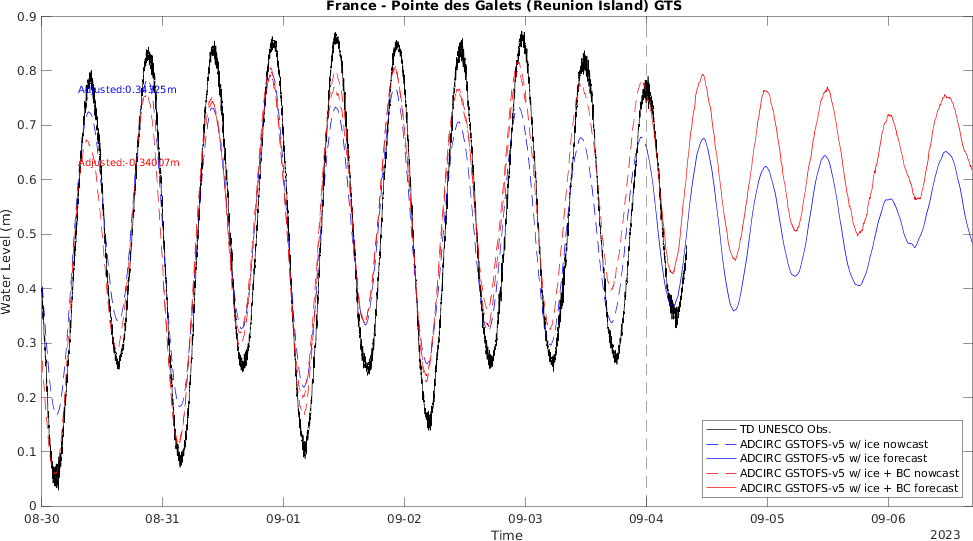 France - Pointe des Galets (Reunion Island) GTS
0.9
0.8
0.7
0.6
0.5
0.4
0.3
0.2
0.1
0
Water Level (m)
Adjusted:0.34325m
Adjusted:-0.34007m
TD UNESCO Obs.
ADCIRC GSTOFS-v5 w/ ice nowcast
ADCIRC GSTOFS-v5 w/ ice forecast
ADCIRC GSTOFS-v5 w/ ice + BC nowcast
ADCIRC GSTOFS-v5 w/ ice + BC forecast
08-30 08-31 09-01 09-02 09-03 09-04 09-05 09-06
Time
2023